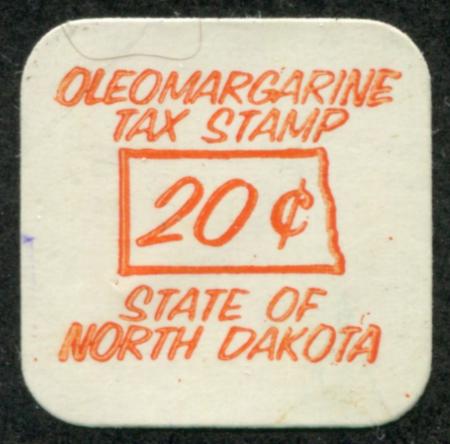 OLEOMARGARINE
TAX STAMP
20 ¢
STATE OF
NORTH DAKOTA